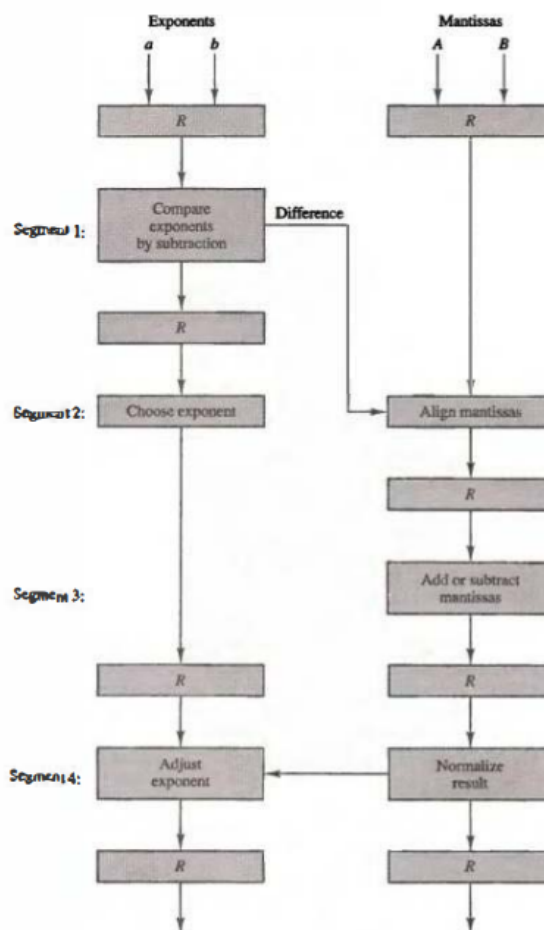 Exponents
Mantissas
a b
A B
R
R
Segment 1:
Compare
exponents
by subtraction
Difference
R
Segment 2:
Choose exponent
Align mantissas
R
Segment 3:
Add or subtract
mantissas
R
R
Segment 4:
Adjust
exponent
Normalize
result
R
R